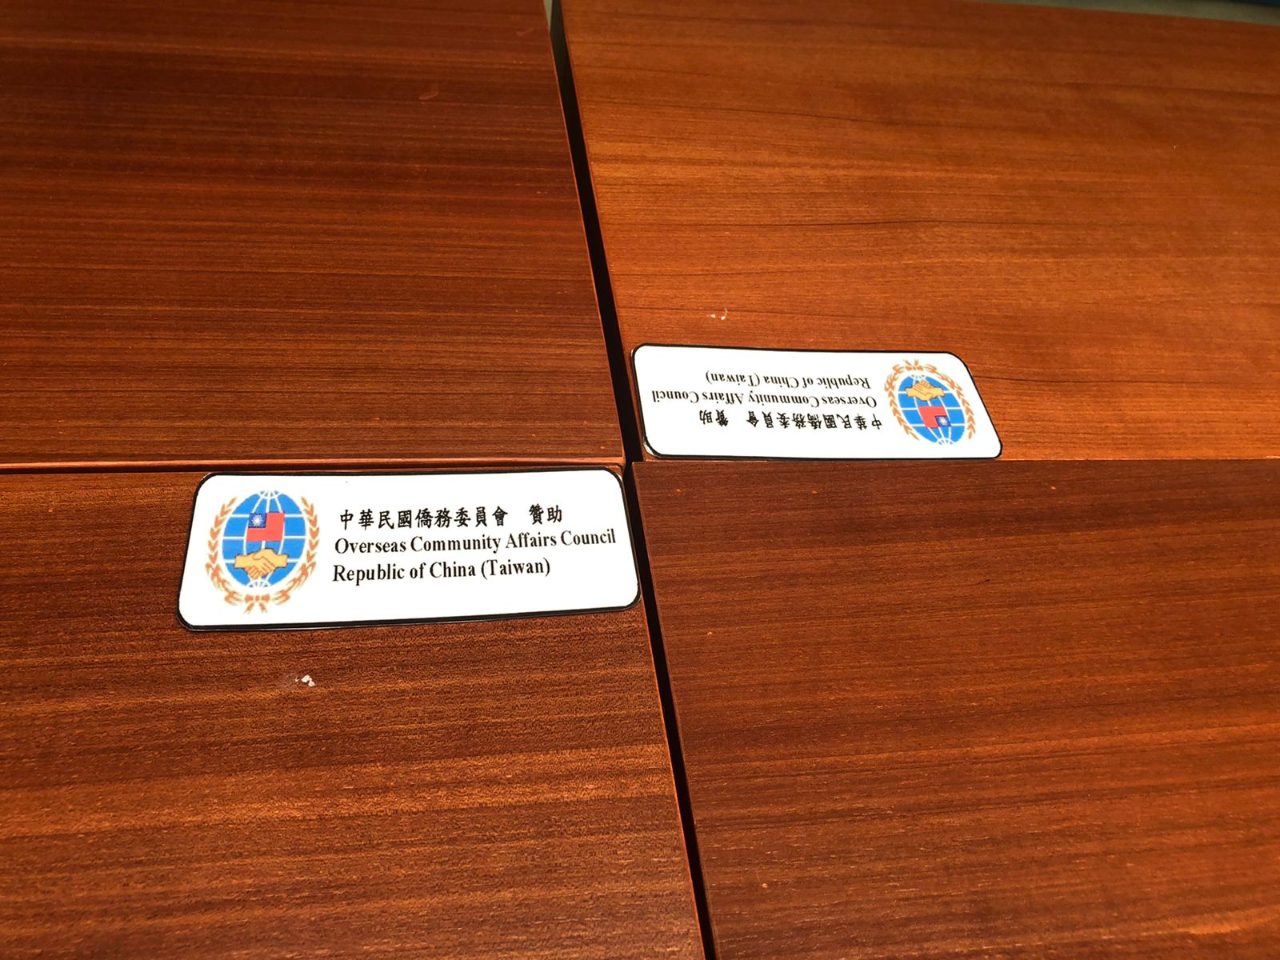 中華民國僑務委員會 贊助
Overseas Community Affairs Council
Republic of China (Taiwan)
中華民國僑務委員會 贊助
Overseas Community Affairs Council
Republic of China (Taiwan)